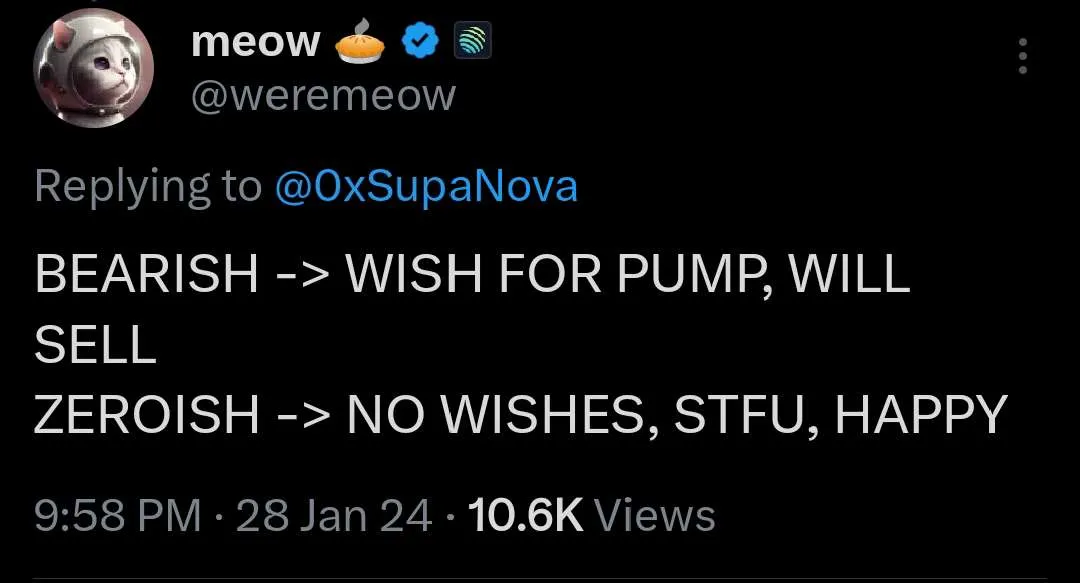 meow 🥧
@weremeow
Replying to @0xSupaNova
BEARISH -> WISH FOR PUMP, WILL
SELL
ZEROISH -> NO WISHES, STFU, HAPPY
9:58 PM · 28 Jan 24 · 10.6K Views